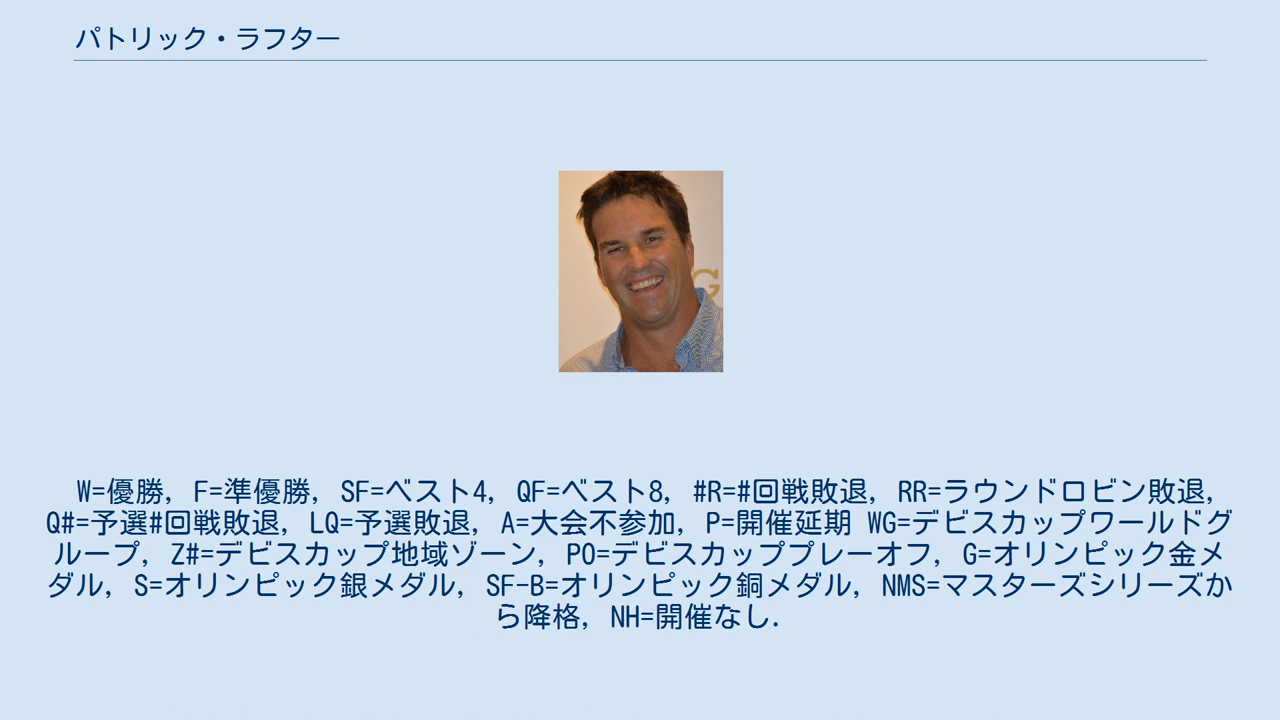 パトリック・ラフター
G
W=優勝, F=準優勝, SF=ベスト4, QF=ベスト8, #R=#回戦敗退, RR=ラウンドロビン敗退,
Q#=予選#回戦敗退, LQ=予選敗退, A=大会不参加, P=開催延期 WG=デビスカップワールドグ
ループ, Z#=デビスカップ地域ゾーン, PO=デビスカッププレーオフ, G=オリンピック金メ
ダル, S=オリンピック銀メダル, SF-B=オリンピック銅メダル, NMS=マスターズシリーズか
ら降格, NH=開催なし.